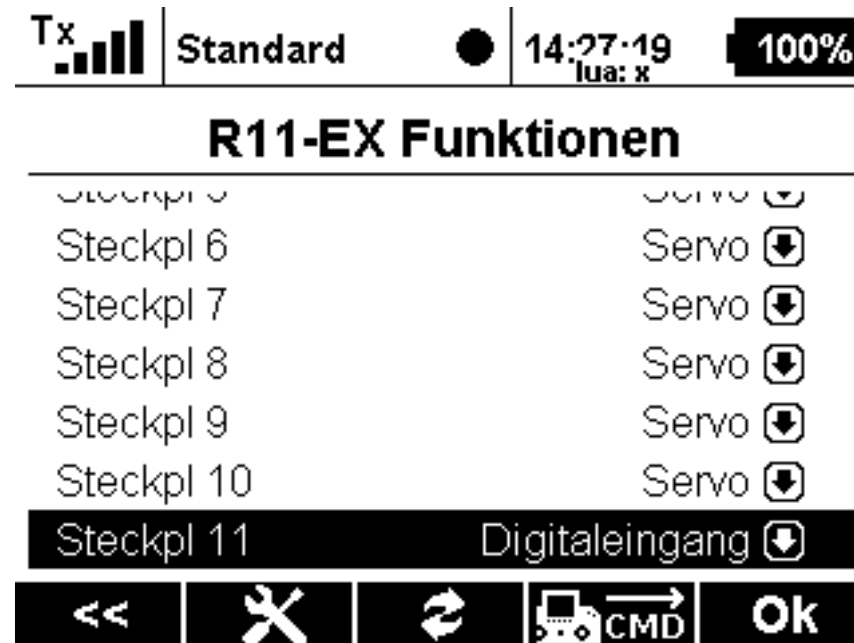 Tx Standard 14:27:19 100%
lua: x
R11-EX Funktionen
Steckpl 6 Servo
Steckpl 7 Servo
Steckpl 8 Servo
Steckpl 9 Servo
Steckpl 10 Servo
Steckpl 11 Digitaleingang
<< CMD Ok